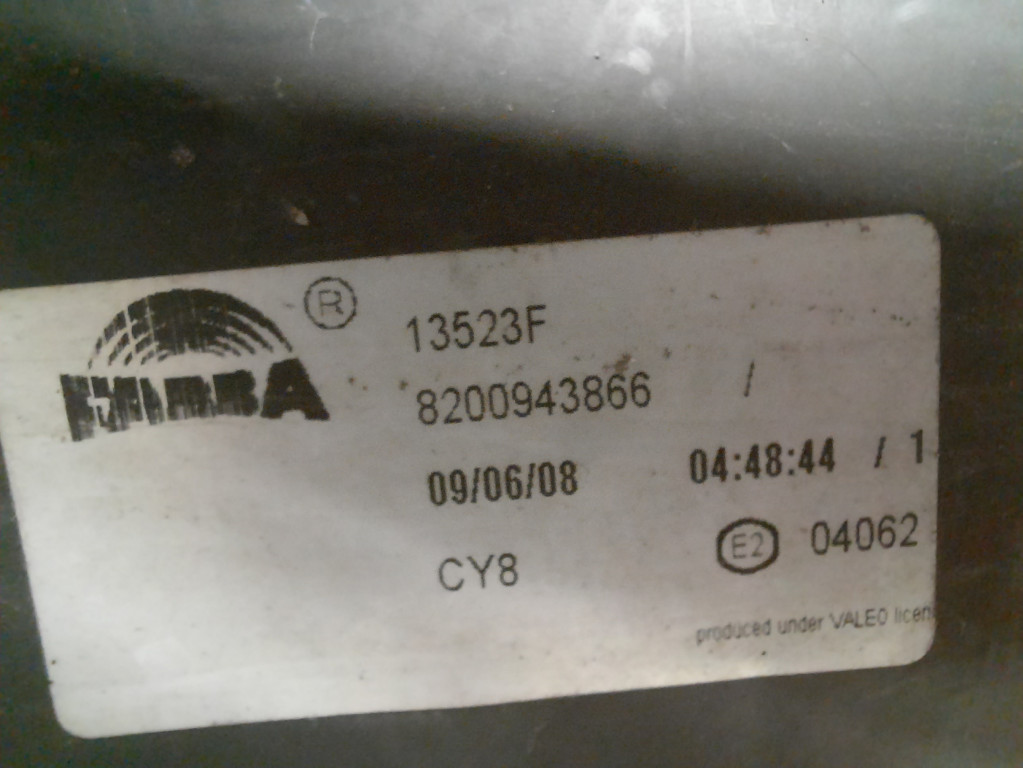 ®
13523F
8200943866 /
09/06/08 04:48:44 / 1
CY8 E2 04062
produced under VALEO licen